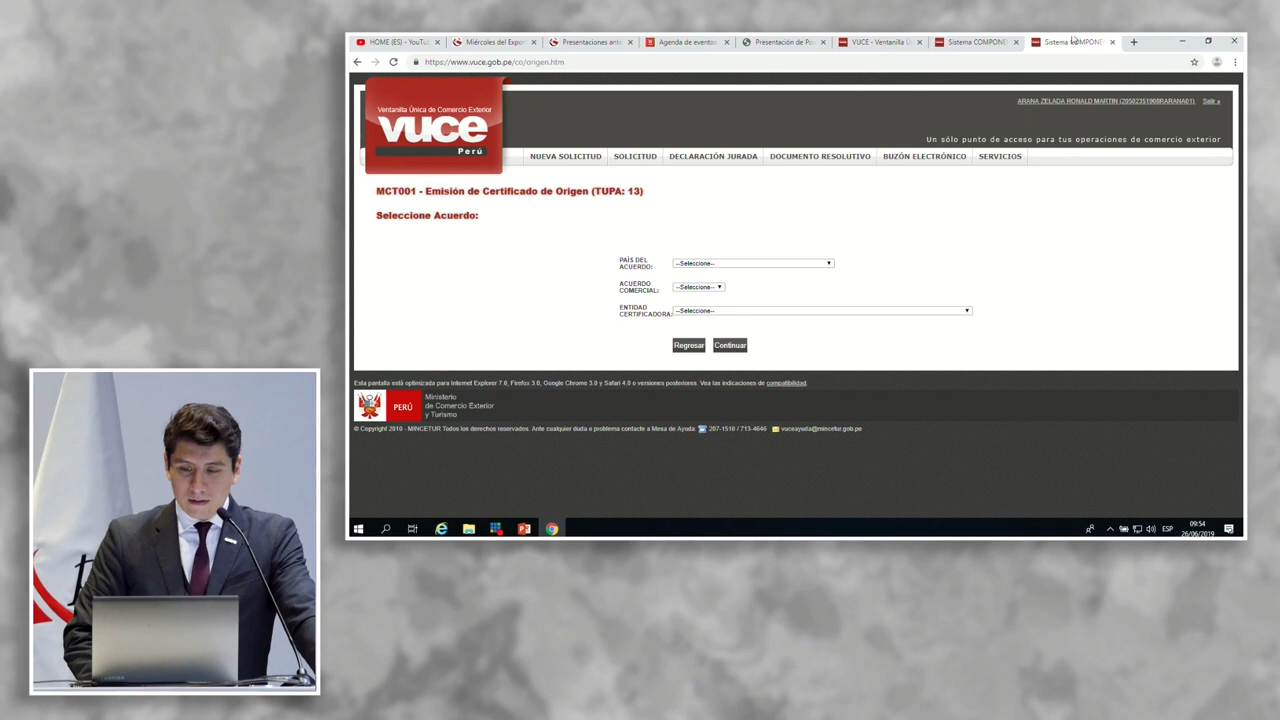 HOME (ES) - YouTu
Miércoles del Expor
Presentaciones ante
Agenda de eventos
Presentación de Po
VUCE - Ventanilla Ú
Sistema COMPONE
Sistema COMPONE
https://www.vuce.gob.pe/co/origen.htm
Ventanilla Única de Comercio Exterior
vuce
Perú
ARANA ZELADA RONALD MARTIN (20502351908RARANA01)
Salir »
Un sólo punto de acceso para tus operaciones de comercio exterior
NUEVA SOLICITUD SOLICITUD DECLARACIÓN JURADA DOCUMENTO RESOLUTIVO BUZÓN ELECTRÓNICO SERVICIOS
MCT001 - Emisión de Certificado de Origen (TUPA: 13)
Seleccione Acuerdo:
PAÍS DEL
ACUERDO:
--Seleccione--
ACUERDO
COMERCIAL:
--Seleccione--
ENTIDAD
CERTIFICADORA:
--Seleccione--
Regresar Continuar
Esta pantalla está optimizada para Internet Explorer 7.0, Firefox 3.0, Google Chrome 3.0 y Safari 4.0 o versiones posteriores. Vea las indicaciones de compatibilidad.
PERÚ
Ministerio
de Comercio Exterior
y Turismo
© Copyright 2010 - MINCETUR Todos los derechos reservados. Ante cualquier duda o problema contacte a Mesa de Ayuda: 207-1510 / 713-4646 vuceayuda@mincetur.gob.pe
ESP
09:54
26/06/2019